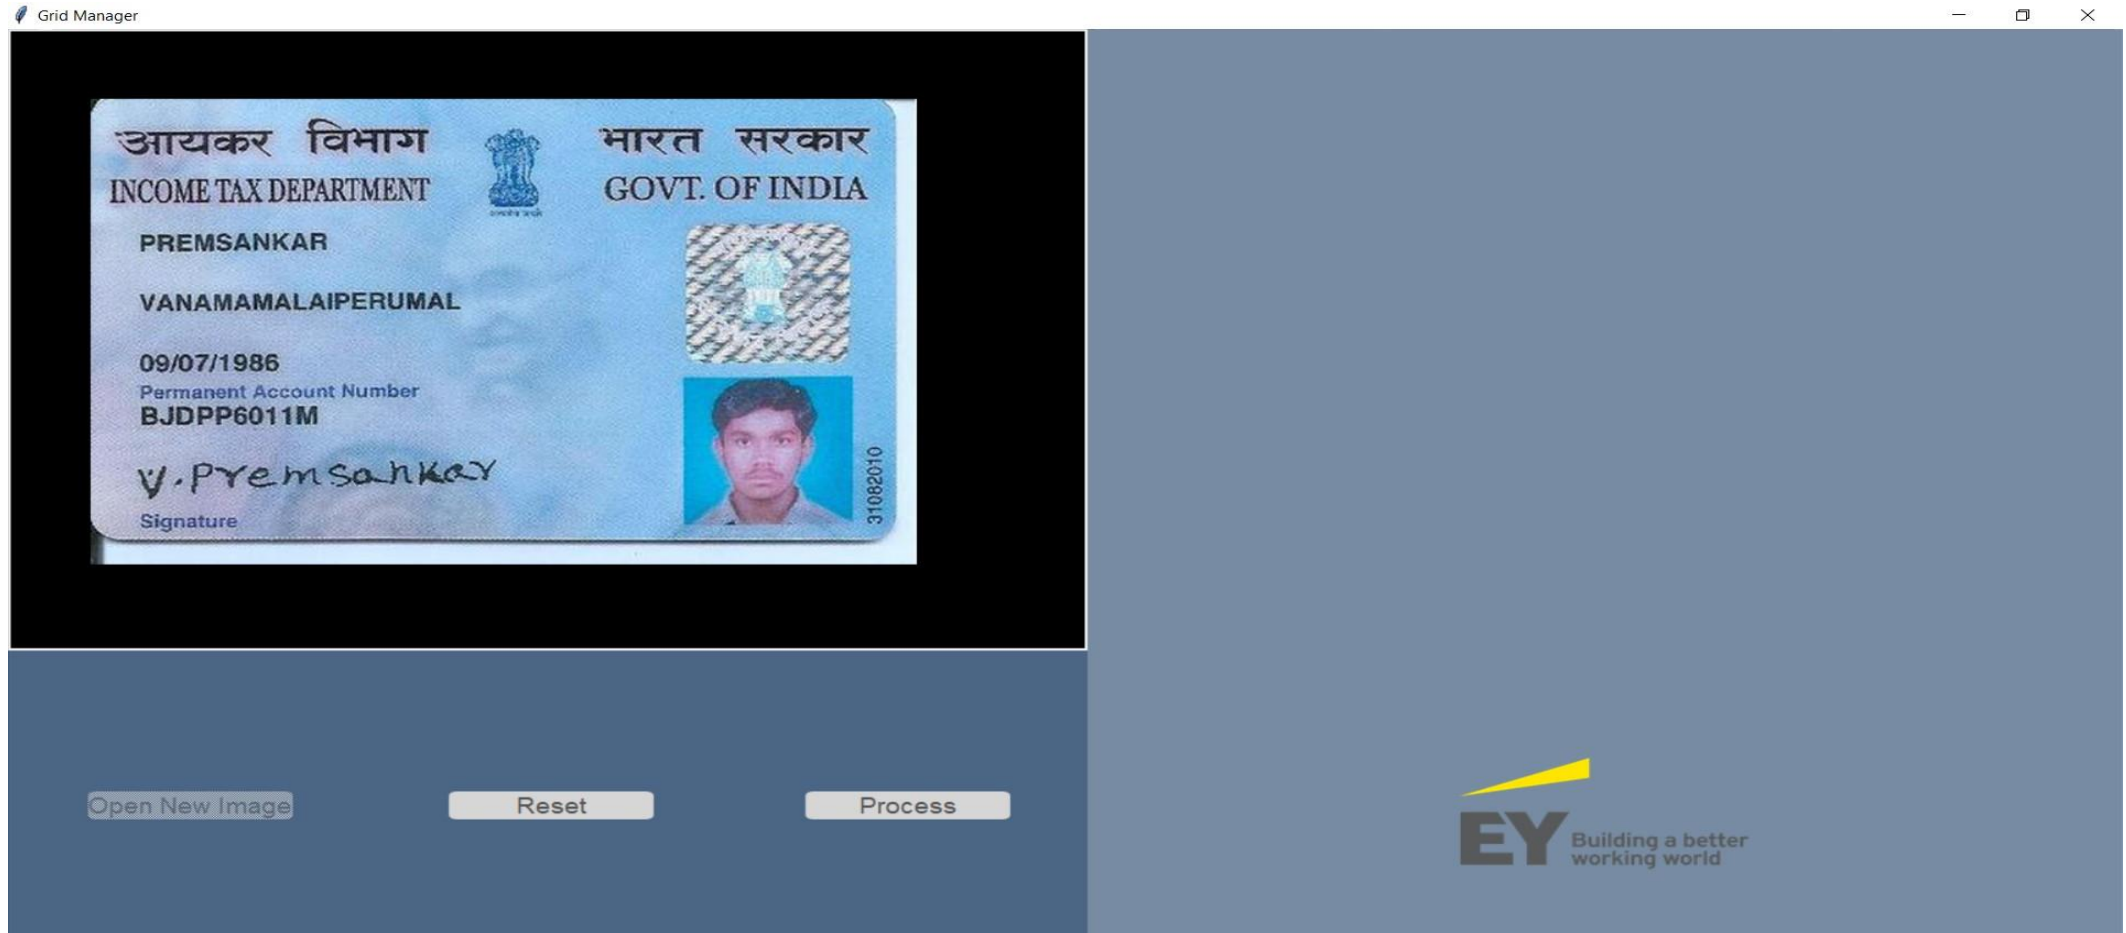 Grid Manager
आयकर विभाग
भारत सरकार
INCOME TAX DEPARTMENT
GOVT. OF INDIA
PREMSANKAR
VANAMAMALAIPERUMAL
09/07/1986
Permanent Account Number
BJDPP6011M
V.Premsankar
Signature
31082010
Open New Image
Reset
Process
EY
Building a better
working world